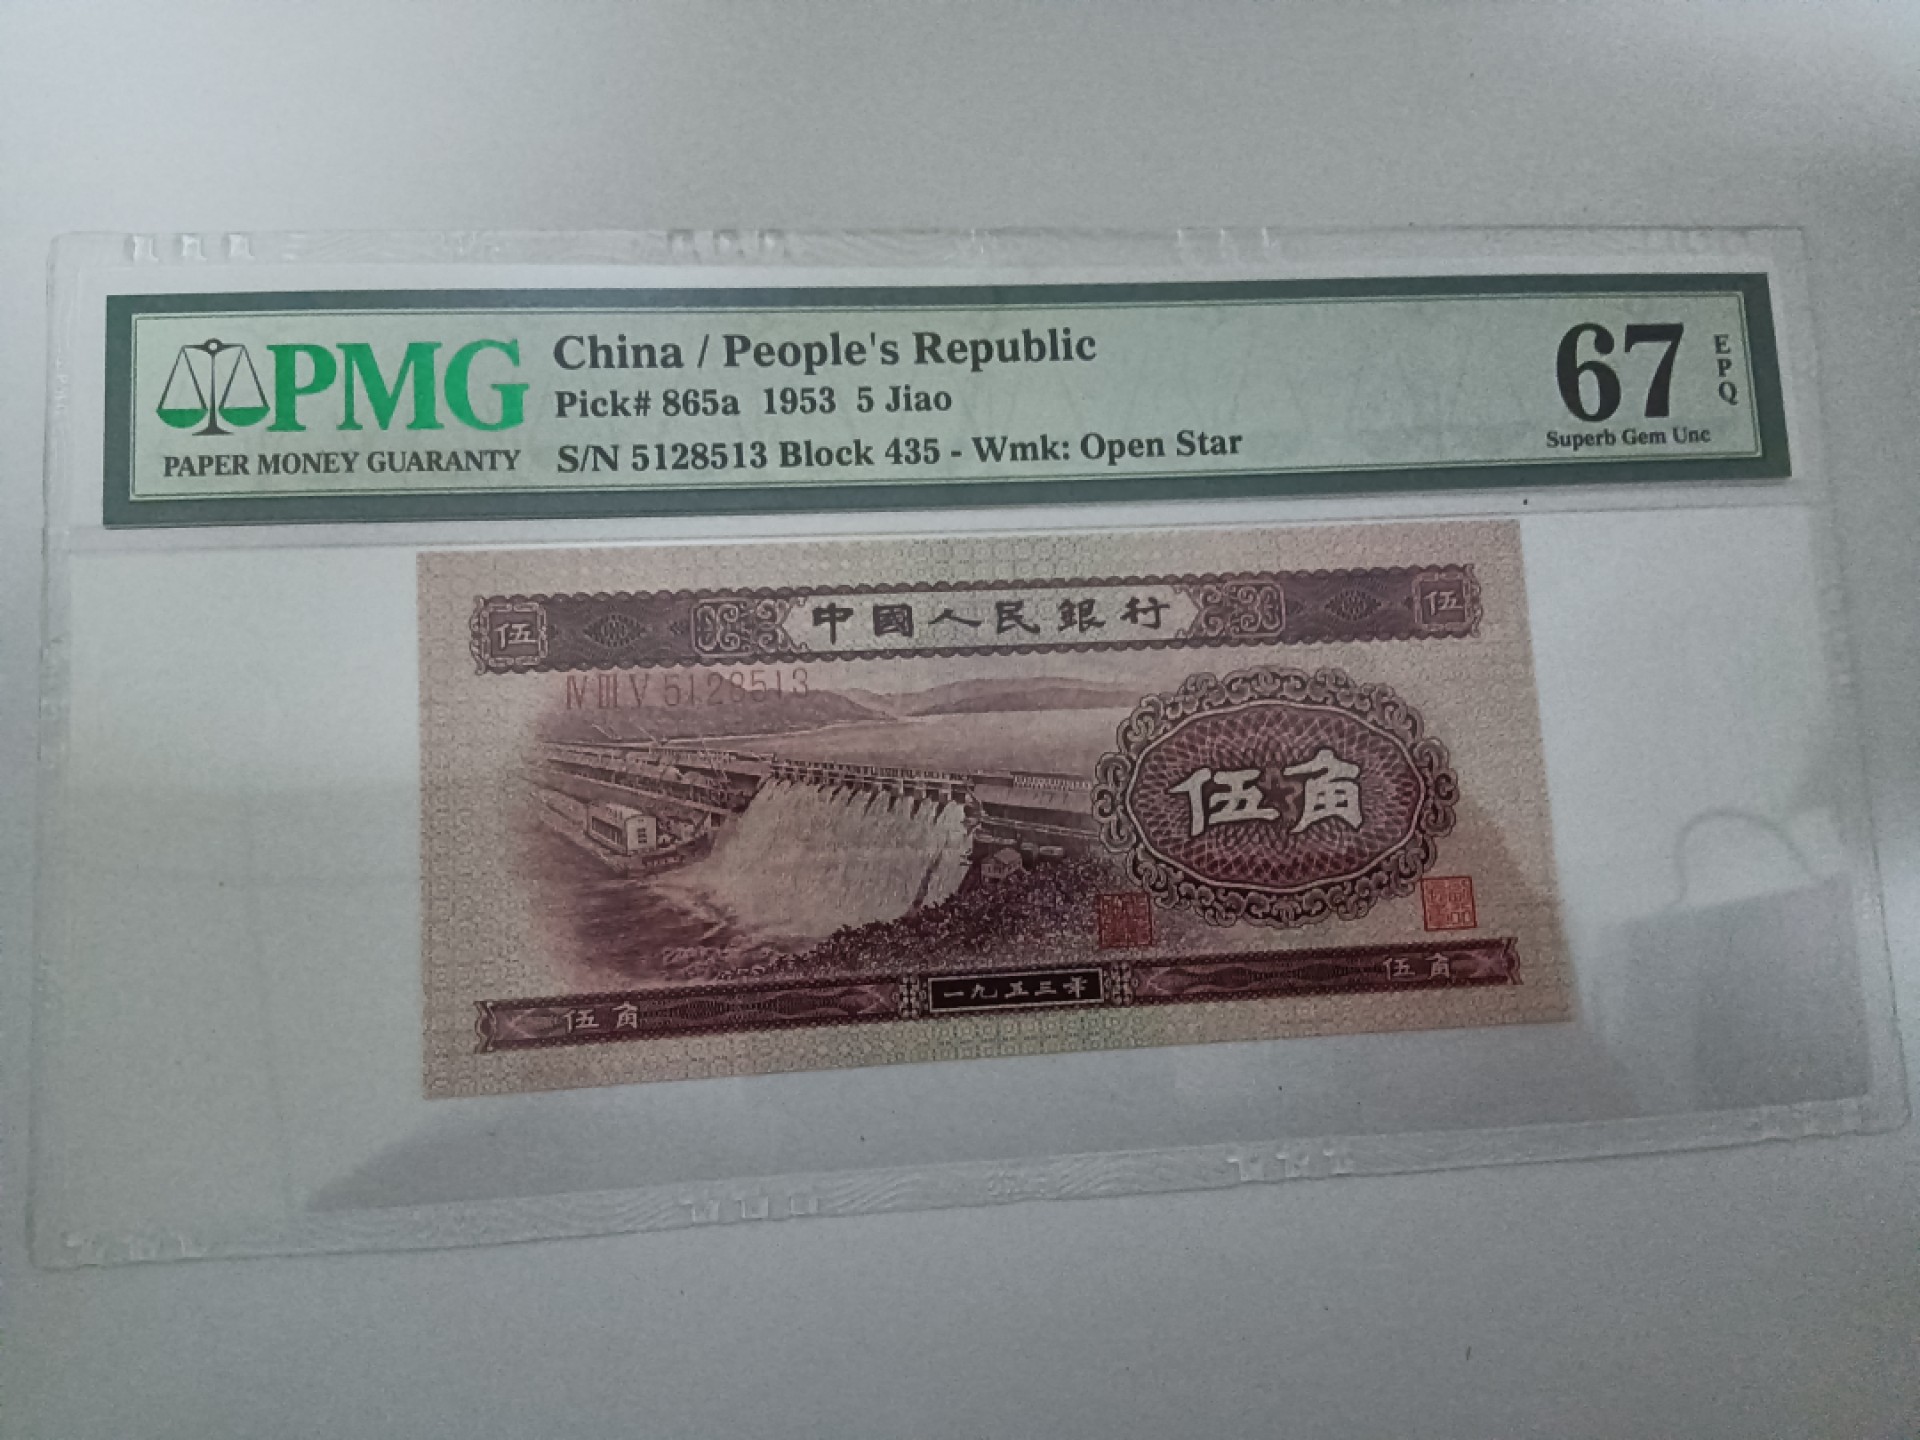 PMG
PAPER MONEY GUARANTY
China / People's Republic
Pick# 865a 1953 5 Jiao
S/N 5128513 Block 435 - Wmk: Open Star
67
EPQ
Superb Gem Unc
伍
中國人民銀行
伍
IV III V 5128513
伍角
伍角
一九五三年
伍角